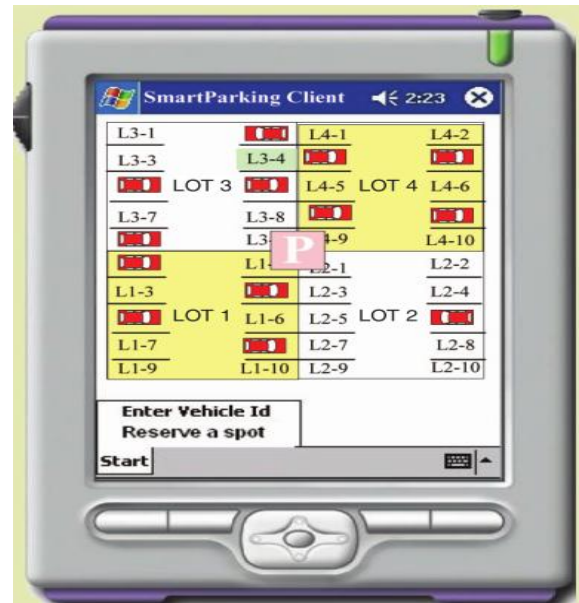 SmartParking Client 2:23
L3-1 L4-1 L4-2
L3-3 L3-4
LOT 3 L4-5 LOT 4 L4-6
L3-7 L3-8
L3- P 4-9 L4-10
L1- L2-1 L2-2
L1-3 L2-3 L2-4
LOT 1 L1-6 L2-5 LOT 2
L1-7 L2-7 L2-8
L1-9 L1-10 L2-9 L2-10
Enter Vehicle Id
Reserve a spot
Start